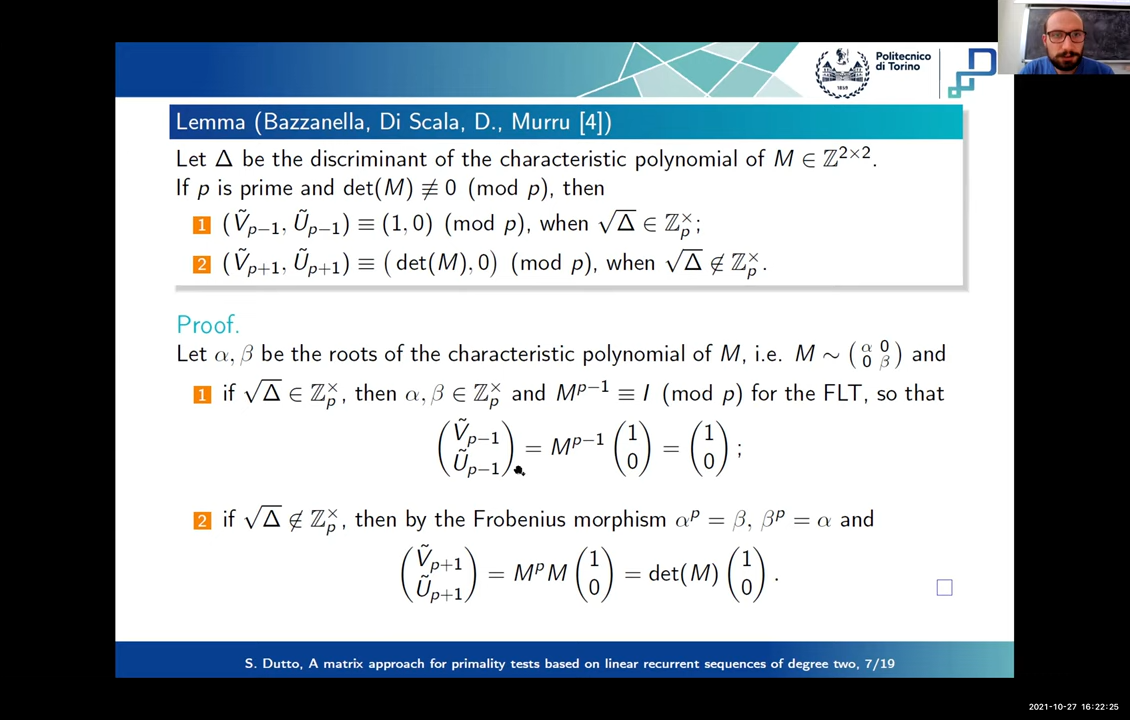 Politecnico
di Torino
1859
Lemma (Bazzanella, Di Scala, D., Murru [4])
Let Δ be the discriminant of the characteristic polynomial of M ∈ ℤ^{2×2}.
If p is prime and det(M) ≢ 0 (mod p), then
1 (Ṽ_{p−1}, Ũ_{p−1}) ≡ (1, 0) (mod p), when √Δ ∈ ℤ_p^×;
2 (Ṽ_{p+1}, Ũ_{p+1}) ≡ (det(M), 0) (mod p), when √Δ ∉ ℤ_p^×.
Proof.
Let α, β be the roots of the characteristic polynomial of M, i.e. M ∼ (α 0 / 0 β) and
1 if √Δ ∈ ℤ_p^×, then α, β ∈ ℤ_p^× and M^{p−1} ≡ I (mod p) for the FLT, so that
(Ṽ_{p−1} / Ũ_{p−1}) = M^{p−1} (1 / 0) = (1 / 0) ;
2 if √Δ ∉ ℤ_p^×, then by the Frobenius morphism α^p = β, β^p = α and
(Ṽ_{p+1} / Ũ_{p+1}) = M^p M (1 / 0) = det(M) (1 / 0) .
□
S. Dutto, A matrix approach for primality tests based on linear recurrent sequences of degree two, 7/19
2021-10-27 16:22:25